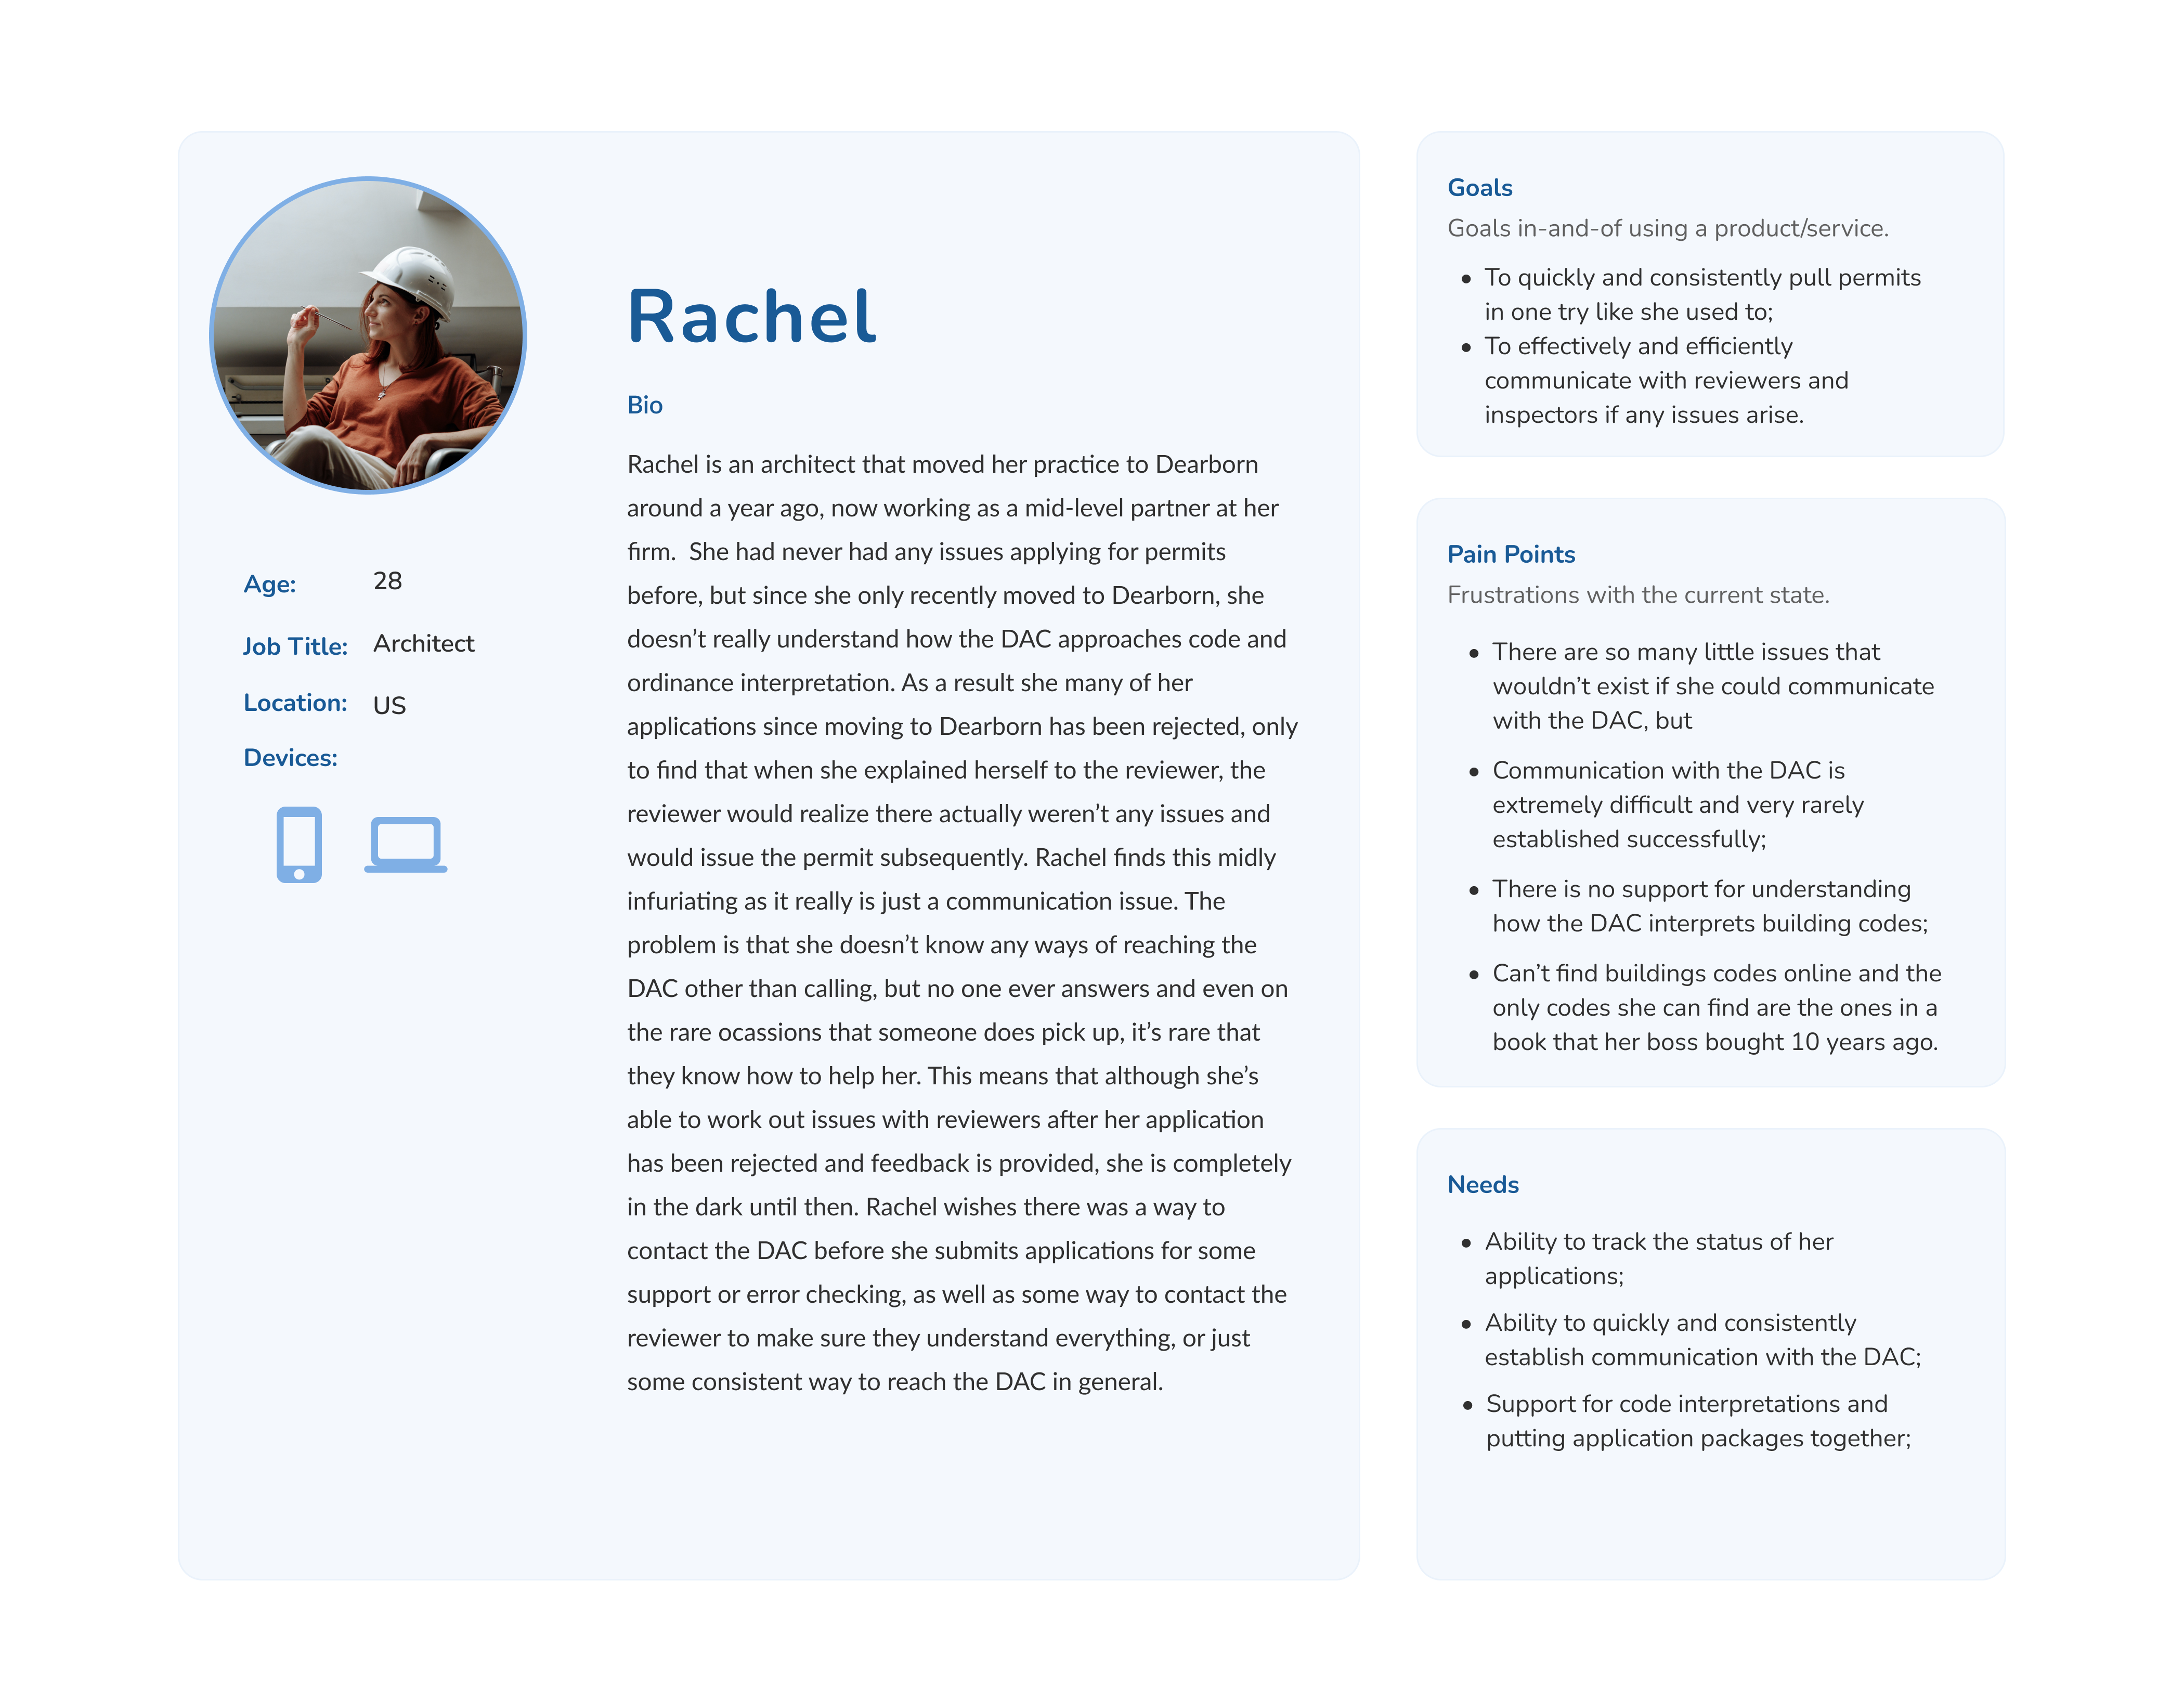 Rachel
Bio
Rachel is an architect that moved her practice to Dearborn
around a year ago, now working as a mid-level partner at her
firm.  She had never had any issues applying for permits
before, but since she only recently moved to Dearborn, she
doesn’t really understand how the DAC approaches code and
ordinance interpretation. As a result she many of her
applications since moving to Dearborn has been rejected, only
to find that when she explained herself to the reviewer, the
reviewer would realize there actually weren’t any issues and
would issue the permit subsequently. Rachel finds this midly
infuriating as it really is just a communication issue. The
problem is that she doesn’t know any ways of reaching the
DAC other than calling, but no one ever answers and even on
the rare ocassions that someone does pick up, it’s rare that
they know how to help her. This means that although she’s
able to work out issues with reviewers after her application
has been rejected and feedback is provided, she is completely
in the dark until then. Rachel wishes there was a way to
contact the DAC before she submits applications for some
support or error checking, as well as some way to contact the
reviewer to make sure they understand everything, or just
some consistent way to reach the DAC in general.
Age: 28
Job Title: Architect
Location: US
Devices:
Goals
Goals in-and-of using a product/service.
• To quickly and consistently pull permits
in one try like she used to;
• To effectively and efficiently
communicate with reviewers and
inspectors if any issues arise.
Pain Points
Frustrations with the current state.
• There are so many little issues that
wouldn’t exist if she could communicate
with the DAC, but
• Communication with the DAC is
extremely difficult and very rarely
established successfully;
• There is no support for understanding
how the DAC interprets building codes;
• Can’t find buildings codes online and the
only codes she can find are the ones in a
book that her boss bought 10 years ago.
Needs
• Ability to track the status of her
applications;
• Ability to quickly and consistently
establish communication with the DAC;
• Support for code interpretations and
putting application packages together;